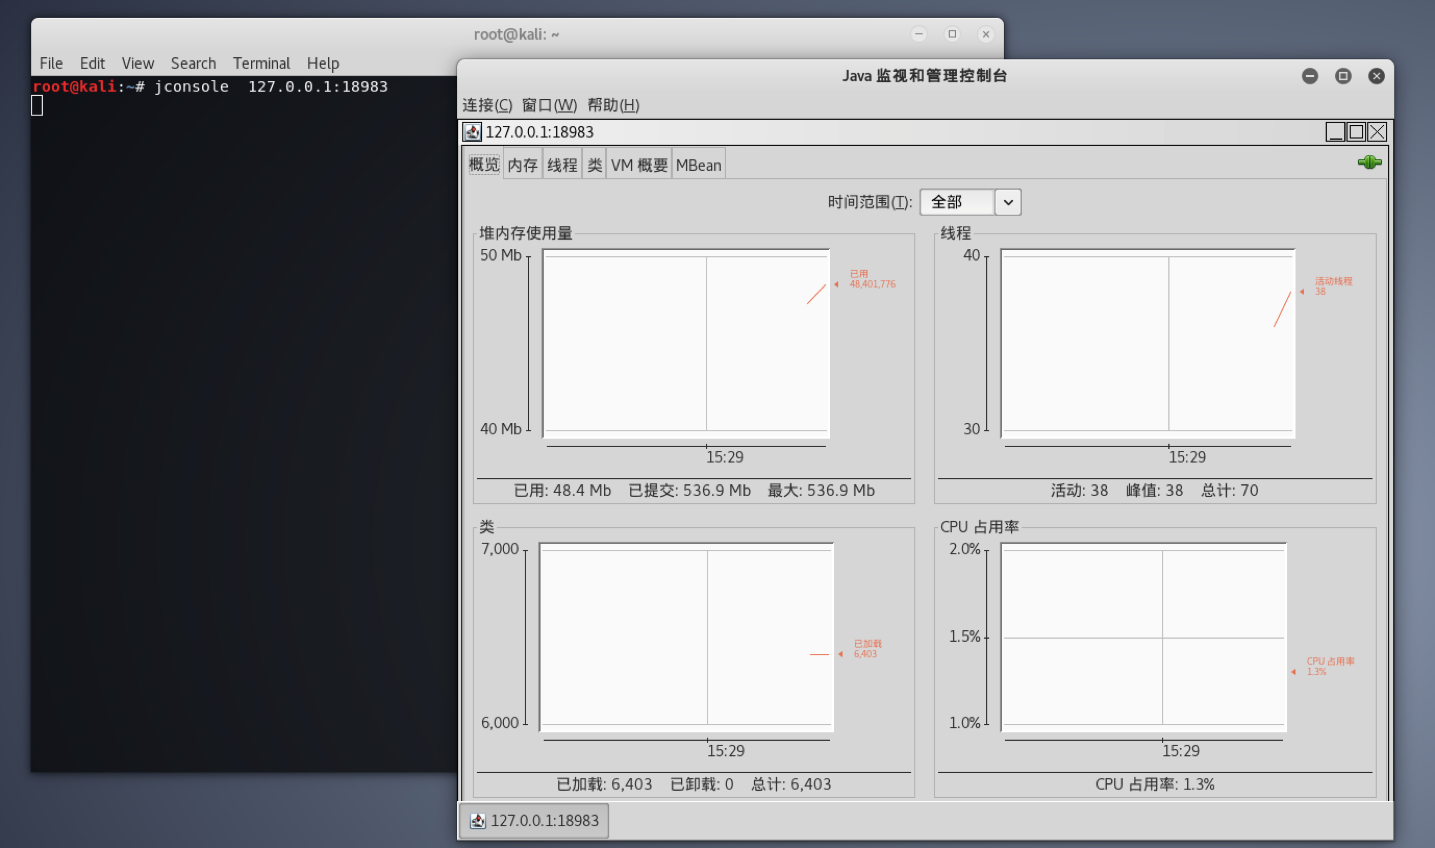 root@kali: ~
File Edit View Search Terminal Help
root@kali:~# jconsole  127.0.0.1:18983
Java 监视和管理控制台
连接(C) 窗口(W) 帮助(H)
127.0.0.1:18983
概览 内存 线程 类 VM 概要 MBean
时间范围(T): 全部
堆内存使用量
50 Mb
已用
48,401,776
40 Mb
15:29
已用: 48.4 Mb 已提交: 536.9 Mb 最大: 536.9 Mb
线程
40
活动线程
38
30
15:29
活动: 38 峰值: 38 总计: 70
类
7,000
已加载
6,403
6,000
15:29
已加载: 6,403 已卸载: 0 总计: 6,403
CPU 占用率
2.0%
1.5%
CPU 占用率
1.3%
1.0%
15:29
CPU 占用率: 1.3%
127.0.0.1:18983